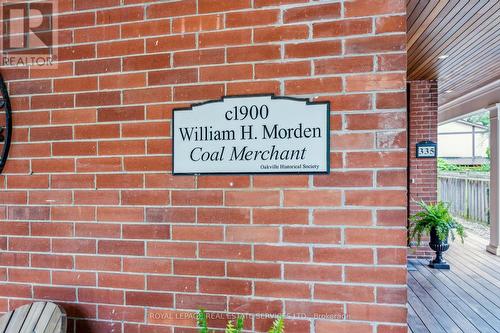 REALTOR®
c1900
William H. Morden
Coal Merchant
Oakville Historical Society
335
ROYAL LEPAGE REAL ESTATE SERVICES LTD., BROKERAGE